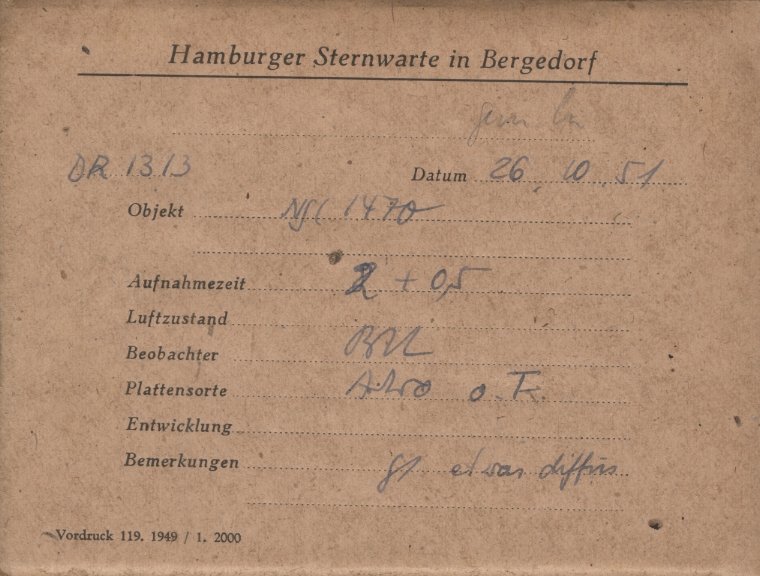 Hamburger Sternwarte in Bergedorf
DR 1313
Datum 26. 10. 51
Objekt NGC 1470
Aufnahmezeit 2 + 0,5
Luftzustand
Beobachter
Plattensorte Astro o. F.
Entwicklung
Bemerkungen etwas diffus
Vordruck 119. 1949 / 1. 2000